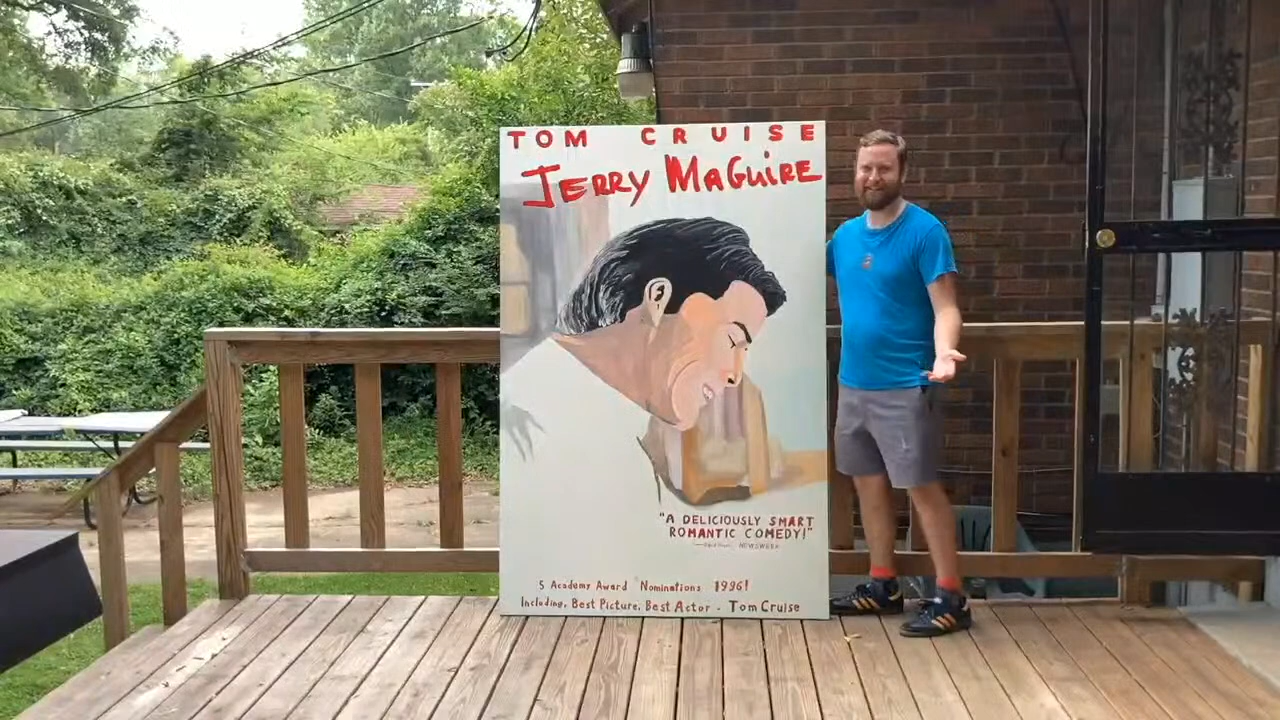 TOM CRUISE
JERRY MAGUIRE
"A DELICIOUSLY SMART
ROMANTIC COMEDY!"
NEWSWEEK
5 Academy Award Nominations 1996!
Including, Best Picture, Best Actor - Tom Cruise